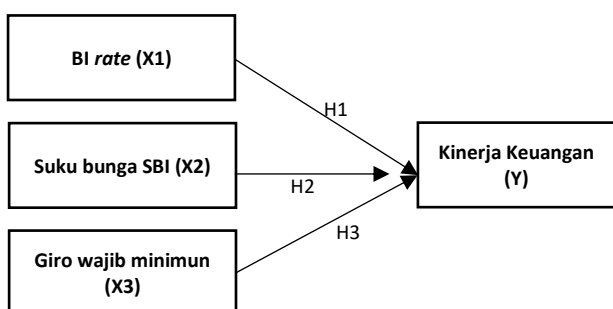 BI rate (X1)
H1
Suku bunga SBI (X2)
H2
Kinerja Keuangan
(Y)
H3
Giro wajib minimun
(X3)